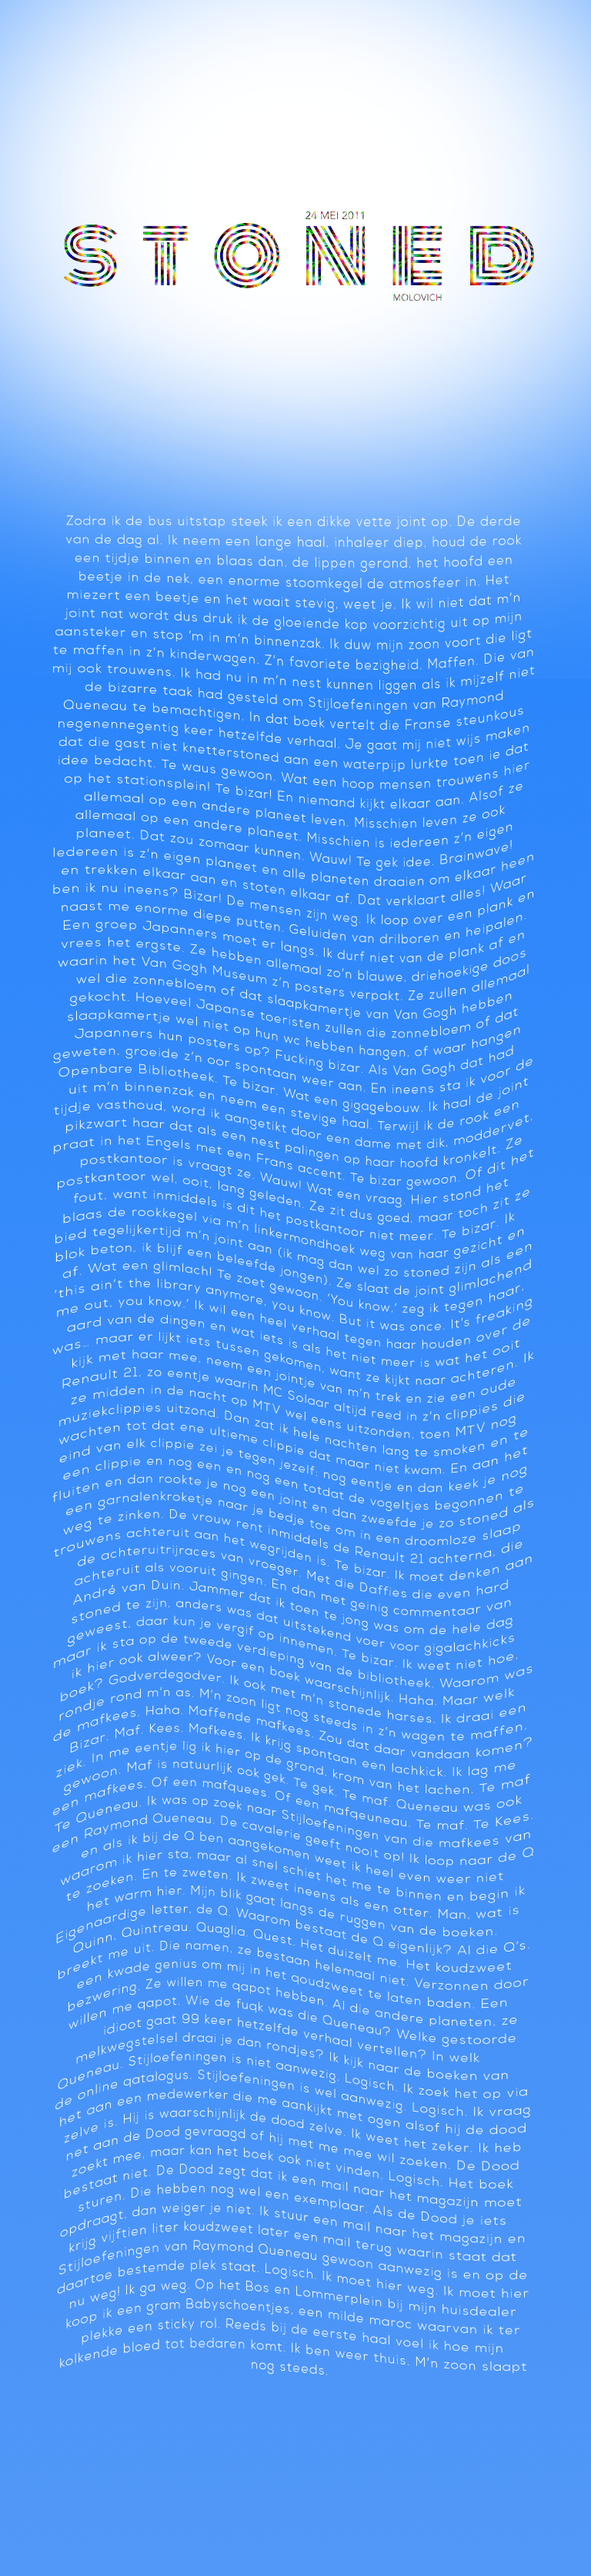 24 MEI 2011
STONED
MOLOVICH
Zodra ik de bus uitstap steek ik een dikke vette joint op. De derde
van de dag al. Ik neem een lange haal, inhaleer diep, houd de rook
een tijdje binnen en blaas dan, de lippen gerond, het hoofd een
beetje in de nek, een enorme stoomkegel de atmosfeer in. Het
miezert een beetje en het waait stevig, weet je. Ik wil niet dat m'n
joint nat wordt dus druk ik de gloeiende kop voorzichtig uit op mijn
aansteker en stop 'm in m'n binnenzak. Ik duw mijn zoon voort die ligt
te maffen in z'n kinderwagen. Z'n favoriete bezigheid. Maffen. Die van
mij ook trouwens. Ik had nu in m'n nest kunnen liggen als ik mijzelf niet
de bizarre taak had gesteld om Stijloefeningen van Raymond
Queneau te bemachtigen. In dat boek vertelt die Franse steunkous
negenennegentig keer hetzelfde verhaal. Je gaat mij niet wijs maken
dat die gast niet knetterstoned aan een waterpijp lurkte toen ie dat
idee bedacht. Te waus gewoon. Wat een hoop mensen trouwens hier
op het stationsplein! Te bizar! En niemand kijkt elkaar aan. Alsof ze
allemaal op een andere planeet leven. Misschien leven ze ook
allemaal op een andere planeet. Misschien is iedereen z'n eigen
planeet. Dat zou zomaar kunnen. Wauw! Te gek idee. Brainwave!
Iedereen is z'n eigen planeet en alle planeten draaien om elkaar heen
en trekken elkaar aan en stoten elkaar af. Dat verklaart alles! Waar
ben ik nu ineens? Bizar! De mensen zijn weg. Ik loop over een plank en
naast me enorme diepe putten. Geluiden van drilboren en heipalen.
Een groep Japanners moet er langs. Ik durf niet van de plank af en
vrees het ergste. Ze hebben allemaal zo'n blauwe, driehoekige doos
waarin het Van Gogh Museum z'n posters verpakt. Ze zullen allemaal
wel die zonnebloem of dat slaapkamertje van Van Gogh hebben
gekocht. Hoeveel Japanse toeristen zullen die zonnebloem of dat
slaapkamertje wel niet op hun wc hebben hangen, of waar hangen
Japanners hun posters op? Fucking bizar. Als Van Gogh dat had
geweten, groeide z'n oor spontaan weer aan. En ineens sta ik voor de
Openbare Bibliotheek. Te bizar. Wat een gigagebouw. Ik haal de joint
uit m'n binnenzak en neem een stevige haal. Terwijl ik de rook een
tijdje vasthoud, word ik aangetikt door een dame met dik, moddervet,
pikzwart haar dat als een nest palingen op haar hoofd kronkelt. Ze
praat in het Engels met een Frans accent. Te bizar gewoon. Of dit het
postkantoor is vraagt ze. Wauw! Wat een vraag. Hier stond het
postkantoor wel, ooit, lang geleden. Ze zit dus goed, maar toch zit ze
fout, want inmiddels is dit het postkantoor niet meer. Te bizar. Ik
blaas de rookkegel via m'n linkermondhoek weg van haar gezicht en
bied tegelijkertijd m'n joint aan (ik mag dan wel zo stoned zijn als een
blok beton, ik blijf een beleefde jongen). Ze slaat de joint glimlachend
af. Wat een glimlach! Te zoet gewoon. 'You know,' zeg ik tegen haar,
'this ain't the library anymore, you know. But it was once. It's freaking
me out, you know.' Ik wil een heel verhaal tegen haar houden over de
aard van de dingen en wat iets is als het niet meer is wat het ooit
was… maar er lijkt iets tussen gekomen, want ze kijkt naar achteren. Ik
kijk met haar mee, neem een jointje van m'n trek en zie een oude
Renault 21, zo eentje waarin MC Solaar altijd reed in z'n clippies die
ze midden in de nacht op MTV wel eens uitzonden, toen MTV nog
muziekclippies uitzond. Dan zat ik hele nachten lang te smoken en te
wachten tot dat ene ultieme clippie dat maar niet kwam. En aan het
eind van elk clippie zei je tegen jezelf: nog eentje en dan keek je nog
een clippie en nog een en nog een totdat de vogeltjes begonnen te
fluiten en dan rookte je nog een joint en dan zweefde je zo stoned als
een garnalenkroketje naar je bedje toe om in een droomloze slaap
weg te zinken. De vrouw rent inmiddels de Renault 21 achterna, die
trouwens achteruit aan het wegrijden is. Te bizar. Ik moet denken aan
de achteruitrijraces van vroeger. Met die Daffies die even hard
achteruit als vooruit gingen. En dan met geinig commentaar van
André van Duin. Jammer dat ik toen te jong was om de hele dag
stoned te zijn, anders was dat uitstekend voer voor gigalachkicks
geweest, daar kun je vergif op innemen. Te bizar. Ik weet niet hoe,
maar ik sta op de tweede verdieping van de bibliotheek. Waarom was
ik hier ook alweer? Voor een boek waarschijnlijk. Haha. Maar welk
boek? Godverdegodver. Ik ook met m'n stonede harses. Ik draai een
rondje rond m'n as. M'n zoon ligt nog steeds in z'n wagen te maffen,
de mafkees. Haha. Maffende mafkees. Zou dat daar vandaan komen?
Bizar. Maf. Kees. Mafkees. Ik krijg spontaan een lachkick. Ik lag me
ziek. In me eentje lig ik hier op de grond, krom van het lachen. Te maf
gewoon. Maf is natuurlijk ook gek. Te gek. Te maf. Queneau was ook
een mafkees. Of een mafquees. Of een mafqeuneau. Te maf. Te Kees.
Te Queneau. Ik was op zoek naar Stijloefeningen van die mafkees van
een Raymond Queneau. De cavalerie geeft nooit op! Ik loop naar de Q
en als ik bij de Q ben aangekomen weet ik heel even weer niet
waarom ik hier sta, maar al snel schiet het me te binnen en begin ik
te zoeken. En te zweten. Ik zweet ineens als een otter. Man, wat is
het warm hier. Mijn blik gaat langs de ruggen van de boeken.
Eigenaardige letter, de Q. Waarom bestaat de Q eigenlijk? Al die Q's.
Quinn, Quintreau, Quaglia, Quest. Het duizelt me. Het koudzweet
breekt me uit. Die namen, ze bestaan helemaal niet. Verzonnen door
een kwade genius om mij in het qoudzweet te laten baden. Een
bezwering. Ze willen me qapot hebben. Al die andere planeten, ze
willen me qapot. Wie de fuqk was die Queneau? Welke gestoorde
idioot gaat 99 keer hetzelfde verhaal vertellen? In welk
melkwegstelsel draai je dan rondjes? Ik kijk naar de boeken van
Queneau. Stijloefeningen is niet aanwezig. Logisch. Ik zoek het op via
de online qatalogus. Stijloefeningen is wel aanwezig. Logisch. Ik vraag
het aan een medewerker die me aankijkt met ogen alsof hij de dood
zelve is. Hij is waarschijnlijk de dood zelve. Ik weet het zeker. Ik heb
net aan de Dood gevraagd of hij met me mee wil zoeken. De Dood
zoekt mee, maar kan het boek ook niet vinden. Logisch. Het boek
bestaat niet. De Dood zegt dat ik een mail naar het magazijn moet
sturen. Die hebben nog wel een exemplaar. Als de Dood je iets
opdraagt, dan weiger je niet. Ik stuur een mail naar het magazijn en
krijg vijftien liter koudzweet later een mail terug waarin staat dat
Stijloefeningen van Raymond Queneau gewoon aanwezig is en op de
daartoe bestemde plek staat. Logisch. Ik moet hier weg. Ik moet hier
nu weg! Ik ga weg. Op het Bos en Lommerplein bij mijn huisdealer
koop ik een gram Babyschoentjes, een milde maroc waarvan ik ter
plekke een sticky rol. Reeds bij de eerste haal voel ik hoe mijn
kolkende bloed tot bedaren komt. Ik ben weer thuis. M'n zoon slaapt
nog steeds.